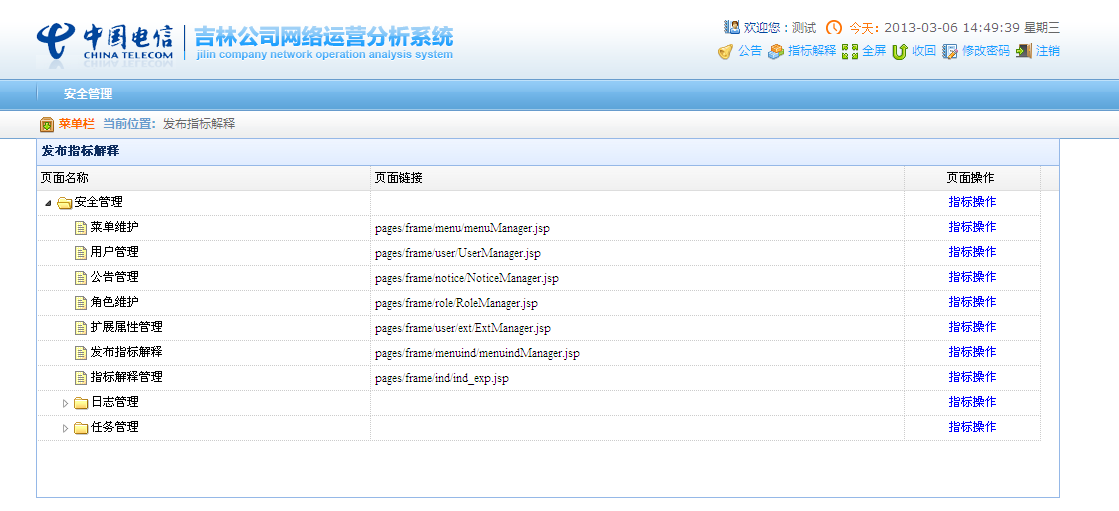 中国电信 吉林公司网络运营分析系统
CHINA TELECOM jilin company network operation analysis system
欢迎您：测试 今天：2013-03-06 14:49:39 星期三
公告 指标解释 全屏 收回 修改密码 注销
安全管理
菜单栏 当前位置：发布指标解释
发布指标解释
页面名称 页面链接 页面操作
安全管理 指标操作
菜单维护 pages/frame/menu/menuManager.jsp 指标操作
用户管理 pages/frame/user/UserManager.jsp 指标操作
公告管理 pages/frame/notice/NoticeManager.jsp 指标操作
角色维护 pages/frame/role/RoleManager.jsp 指标操作
扩展属性管理 pages/frame/user/ext/ExtManager.jsp 指标操作
发布指标解释 pages/frame/menuind/menuindManager.jsp 指标操作
指标解释管理 pages/frame/ind/ind_exp.jsp 指标操作
日志管理 指标操作
任务管理 指标操作